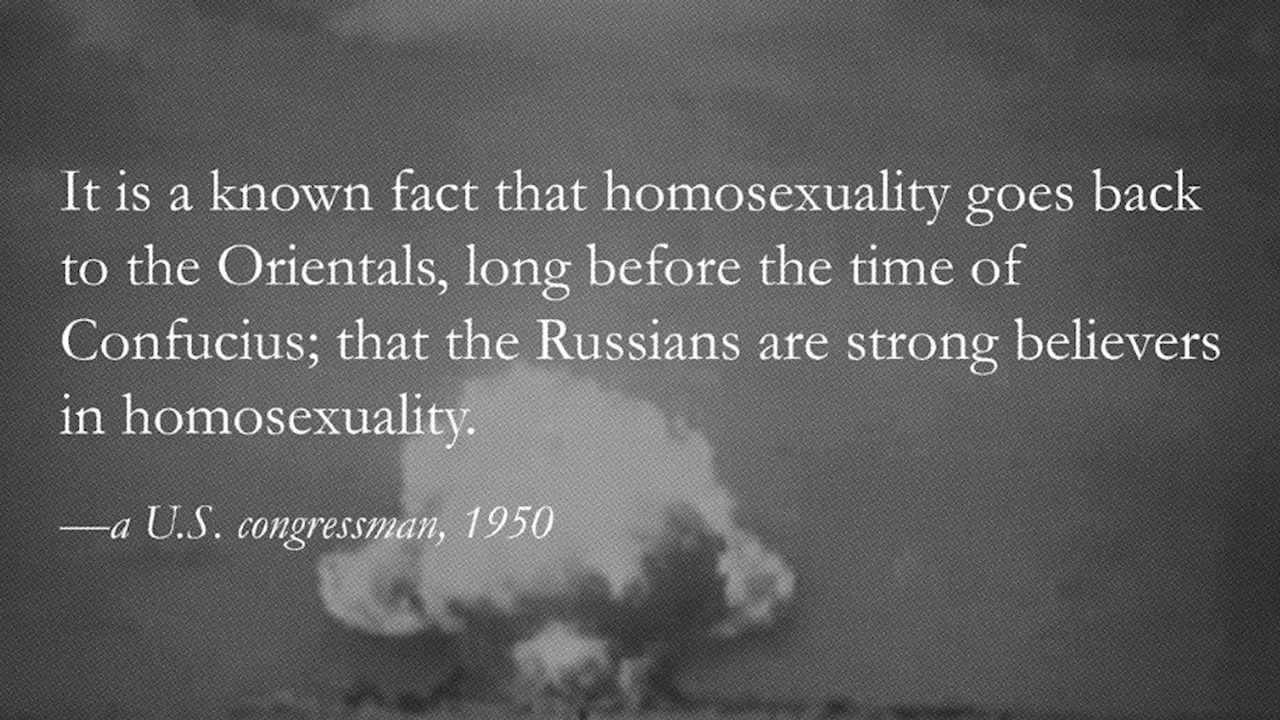 It is a known fact that homosexuality goes back
to the Orientals, long before the time of
Confucius; that the Russians are strong believers
in homosexuality.
—a U.S. congressman, 1950